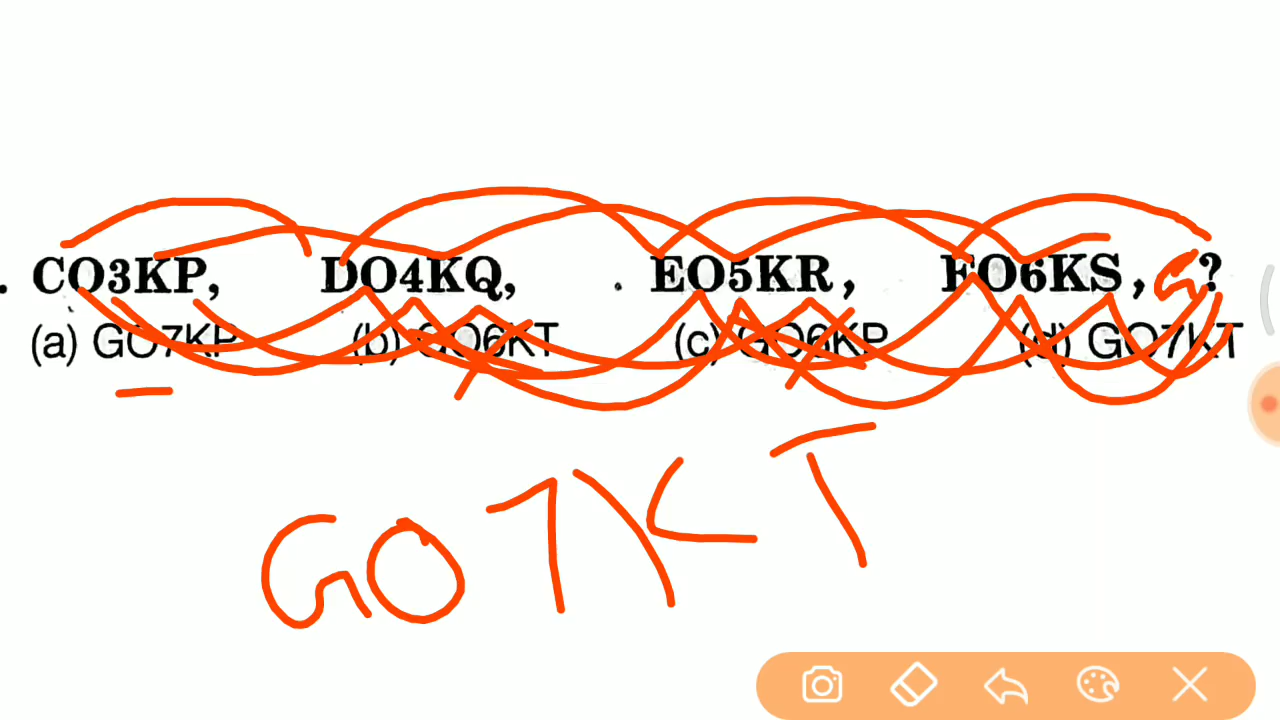 . CO3KP, DO4KQ, . EO5KR, FO6KS, G?
(a) GO7KP (b) GO6KT (c) GO6KP (d) GO7KT
GO7KT